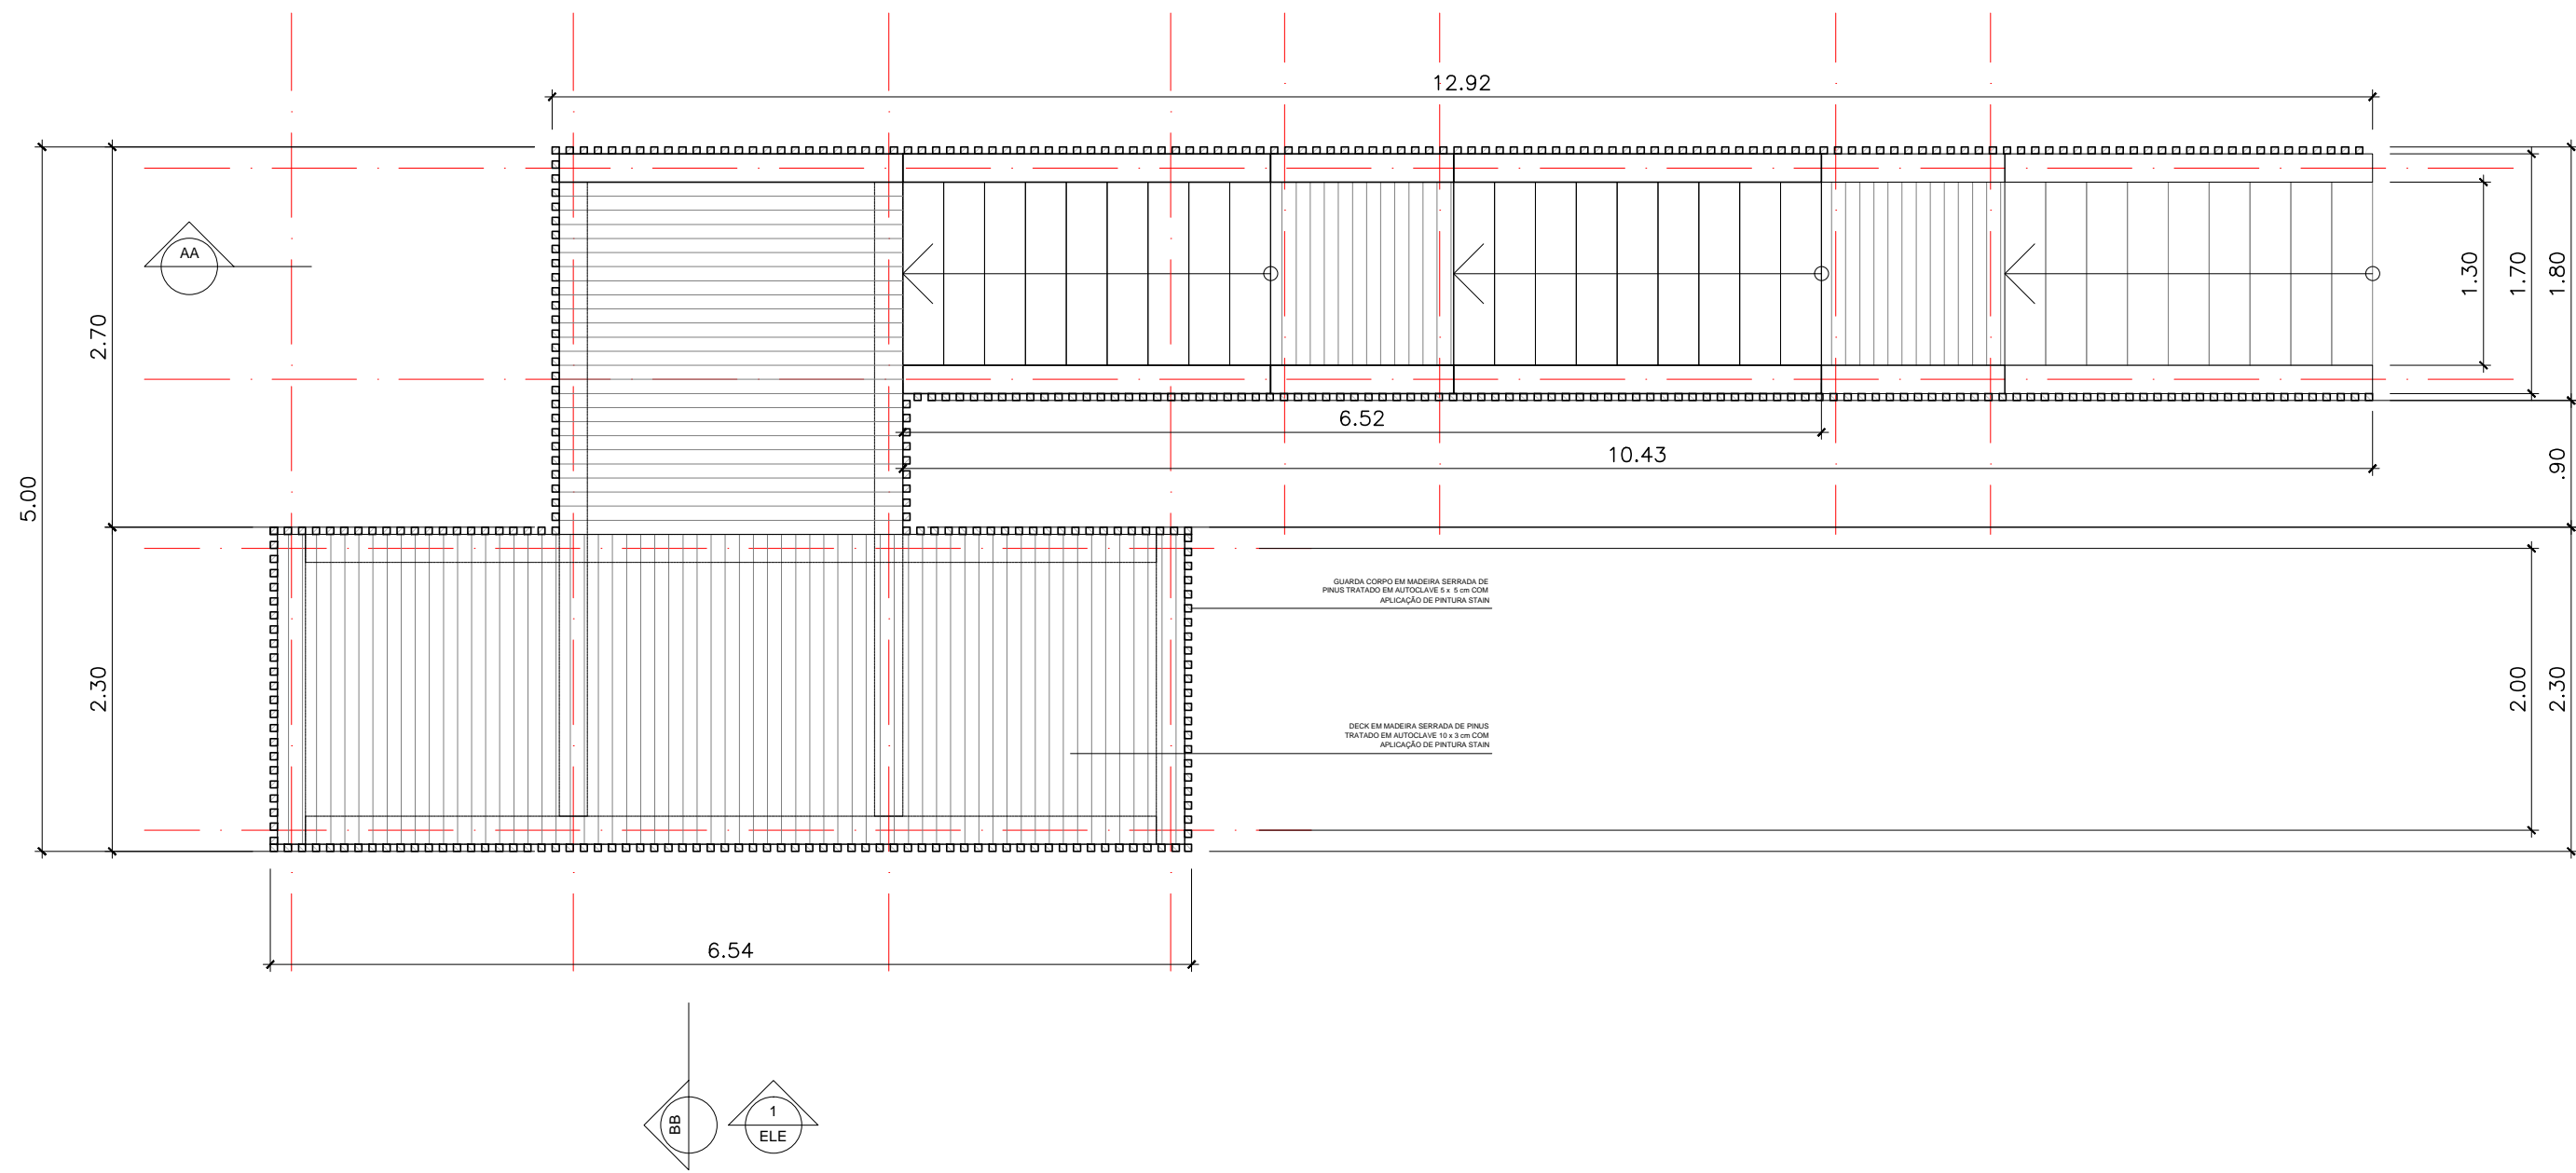 12.92
AA
2.70
1.30
1.70
1.80
6.52
10.43
5.00
.90
GUARDA CORPO EM MADEIRA SERRADA DE
PINUS TRATADO EM AUTOCLAVE 5 x 5 cm COM
APLICAÇÃO DE PINTURA STAIN
2.30
2.00
2.30
DECK EM MADEIRA SERRADA DE PINUS
TRATADO EM AUTOCLAVE 10 x 3 cm COM
APLICAÇÃO DE PINTURA STAIN
6.54
BB
1
ELE